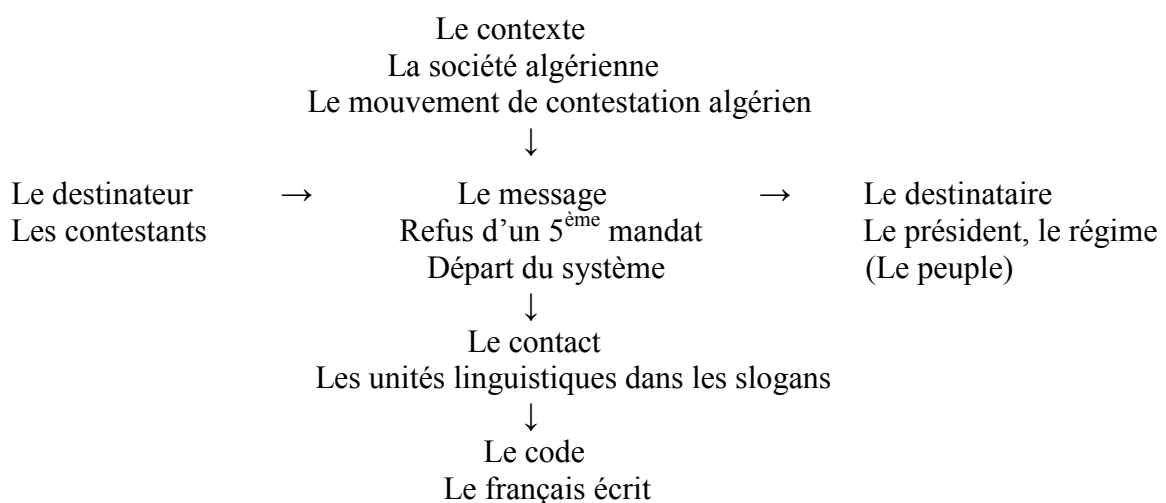 Le contexte
La société algérienne
Le mouvement de contestation algérien
↓
Le destinateur → Le message → Le destinataire
Les contestants Refus d'un 5ème mandat Le président, le régime
Départ du système (Le peuple)
↓
Le contact
Les unités linguistiques dans les slogans
↓
Le code
Le français écrit